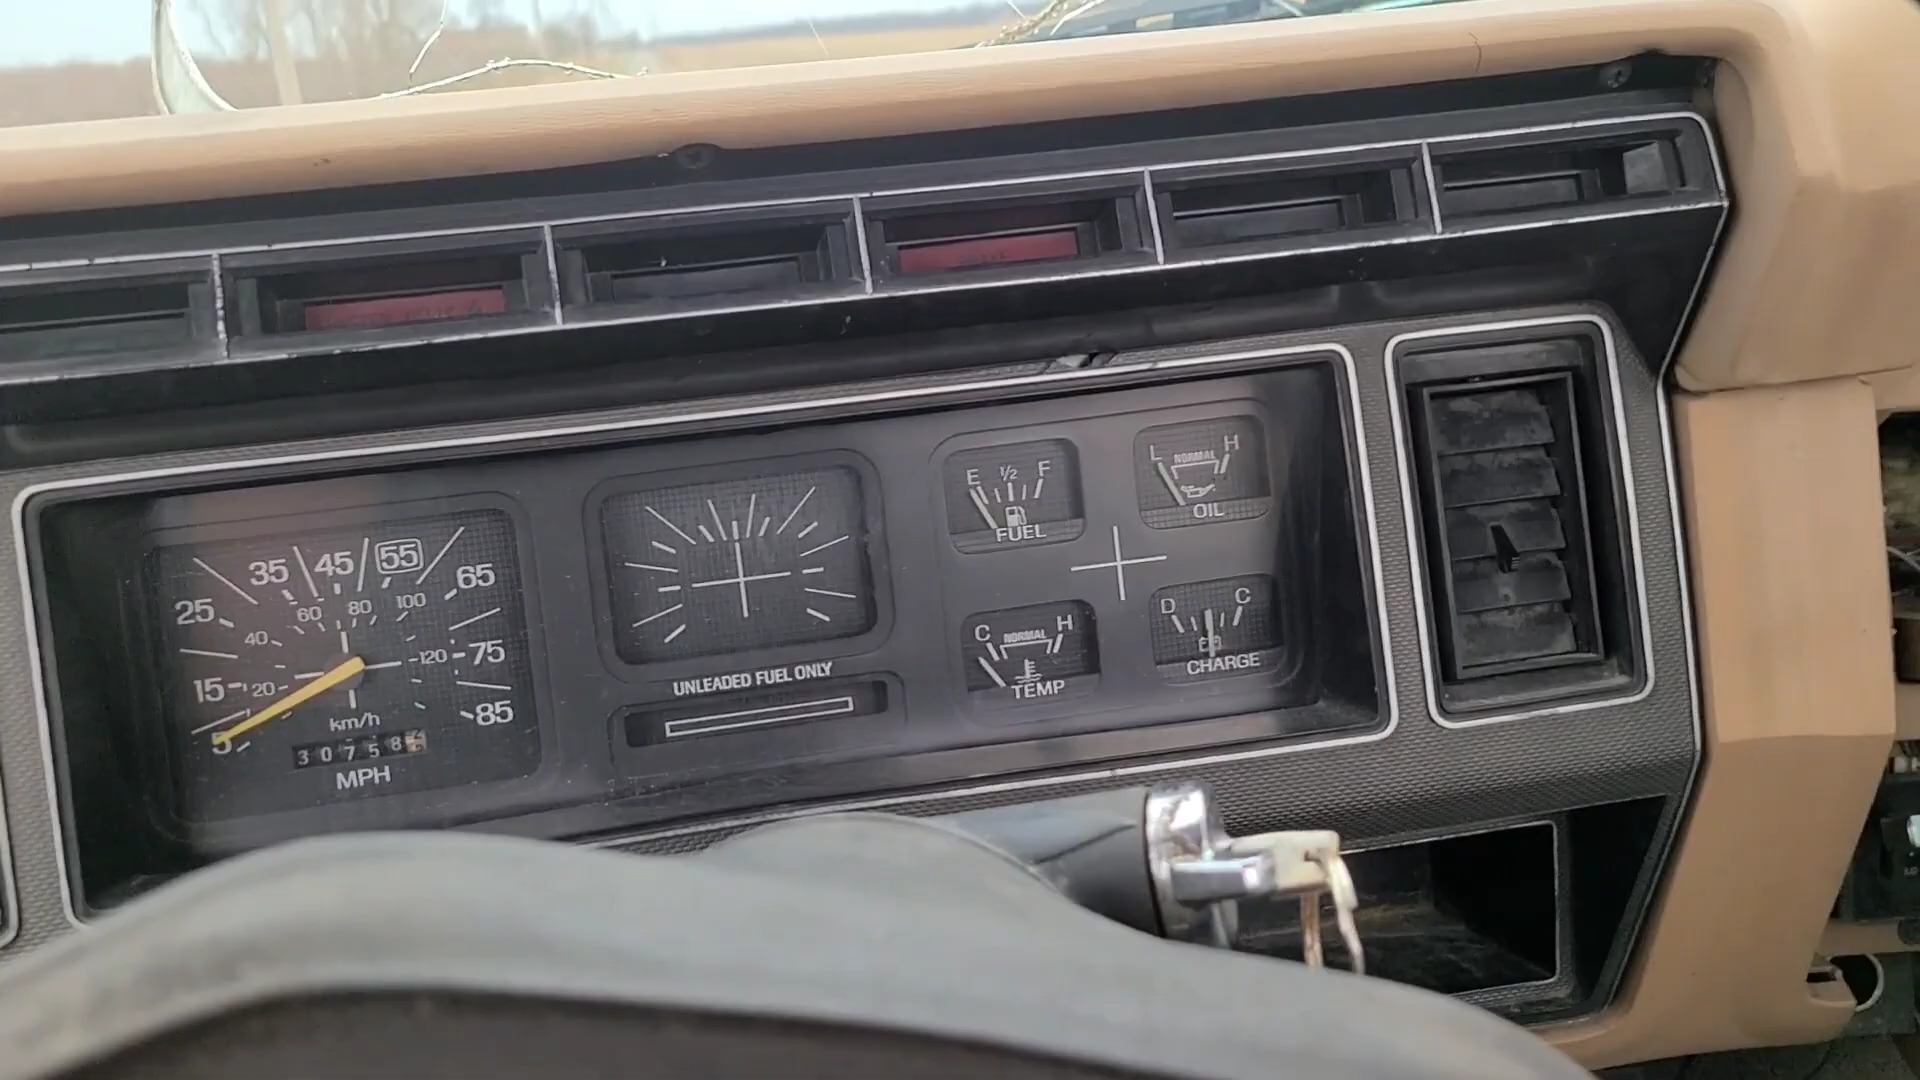 35 45 55
25 60 80 100 65
40
15 20 120 75
5 km/h 85
30758
MPH
UNLEADED FUEL ONLY
E 1/2 F
FUEL
L NORMAL H
OIL
C NORMAL H
TEMP
D C
CHARGE